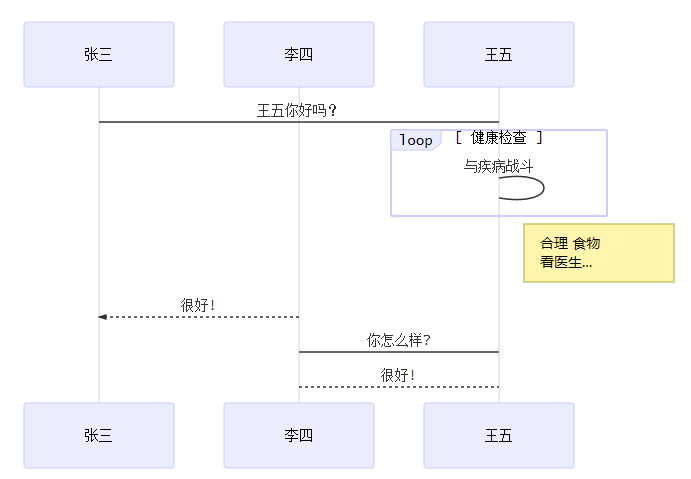 张三 李四 王五
王五你好吗？
loop [ 健康检查 ]
与疾病战斗
合理 食物
看医生...
很好!
你怎么样?
很好!
张三 李四 王五